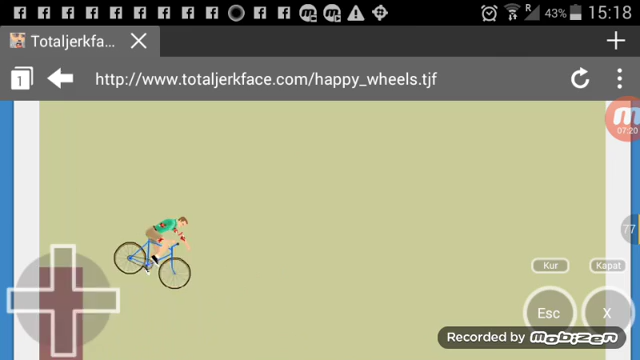 43% 15:18
Totaljerkfa...
1
http://www.totaljerkface.com/happy_wheels.tjf
07:20
77
Kur Kapat
Esc X
Recorded by mobizen